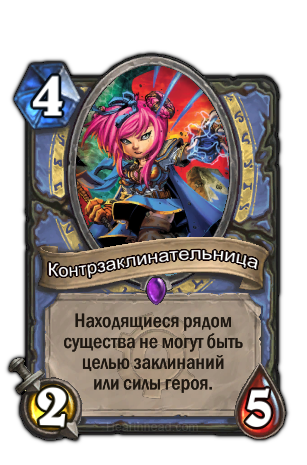 4
Контрзаклинательница
Находящиеся рядом
существа не могут быть
целью заклинаний
или силы героя.
2
5